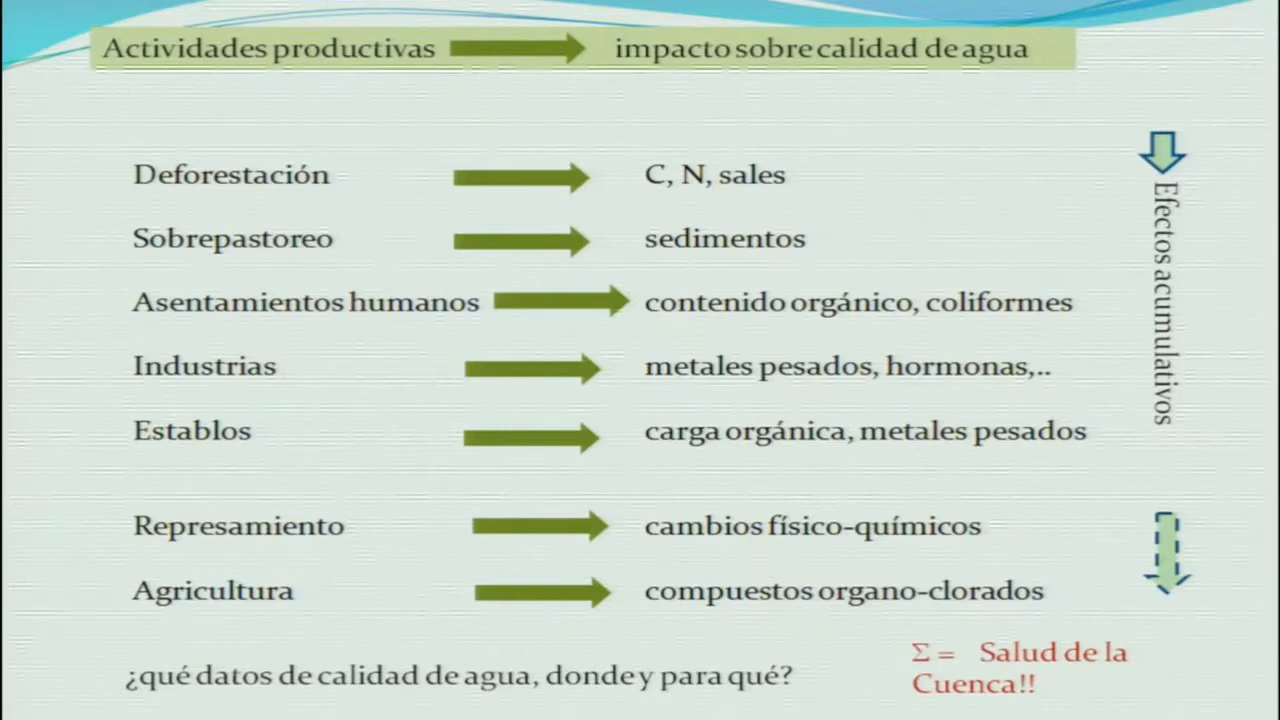 Actividades productivas impacto sobre calidad de agua
Deforestación C, N, sales
Sobrepastoreo sedimentos
Asentamientos humanos contenido orgánico, coliformes
Industrias metales pesados, hormonas,..
Establos carga orgánica, metales pesados
Represamiento cambios físico-químicos
Agricultura compuestos organo-clorados
Efectos acumulativos
¿qué datos de calidad de agua, donde y para qué?
Σ = Salud de la
Cuenca!!